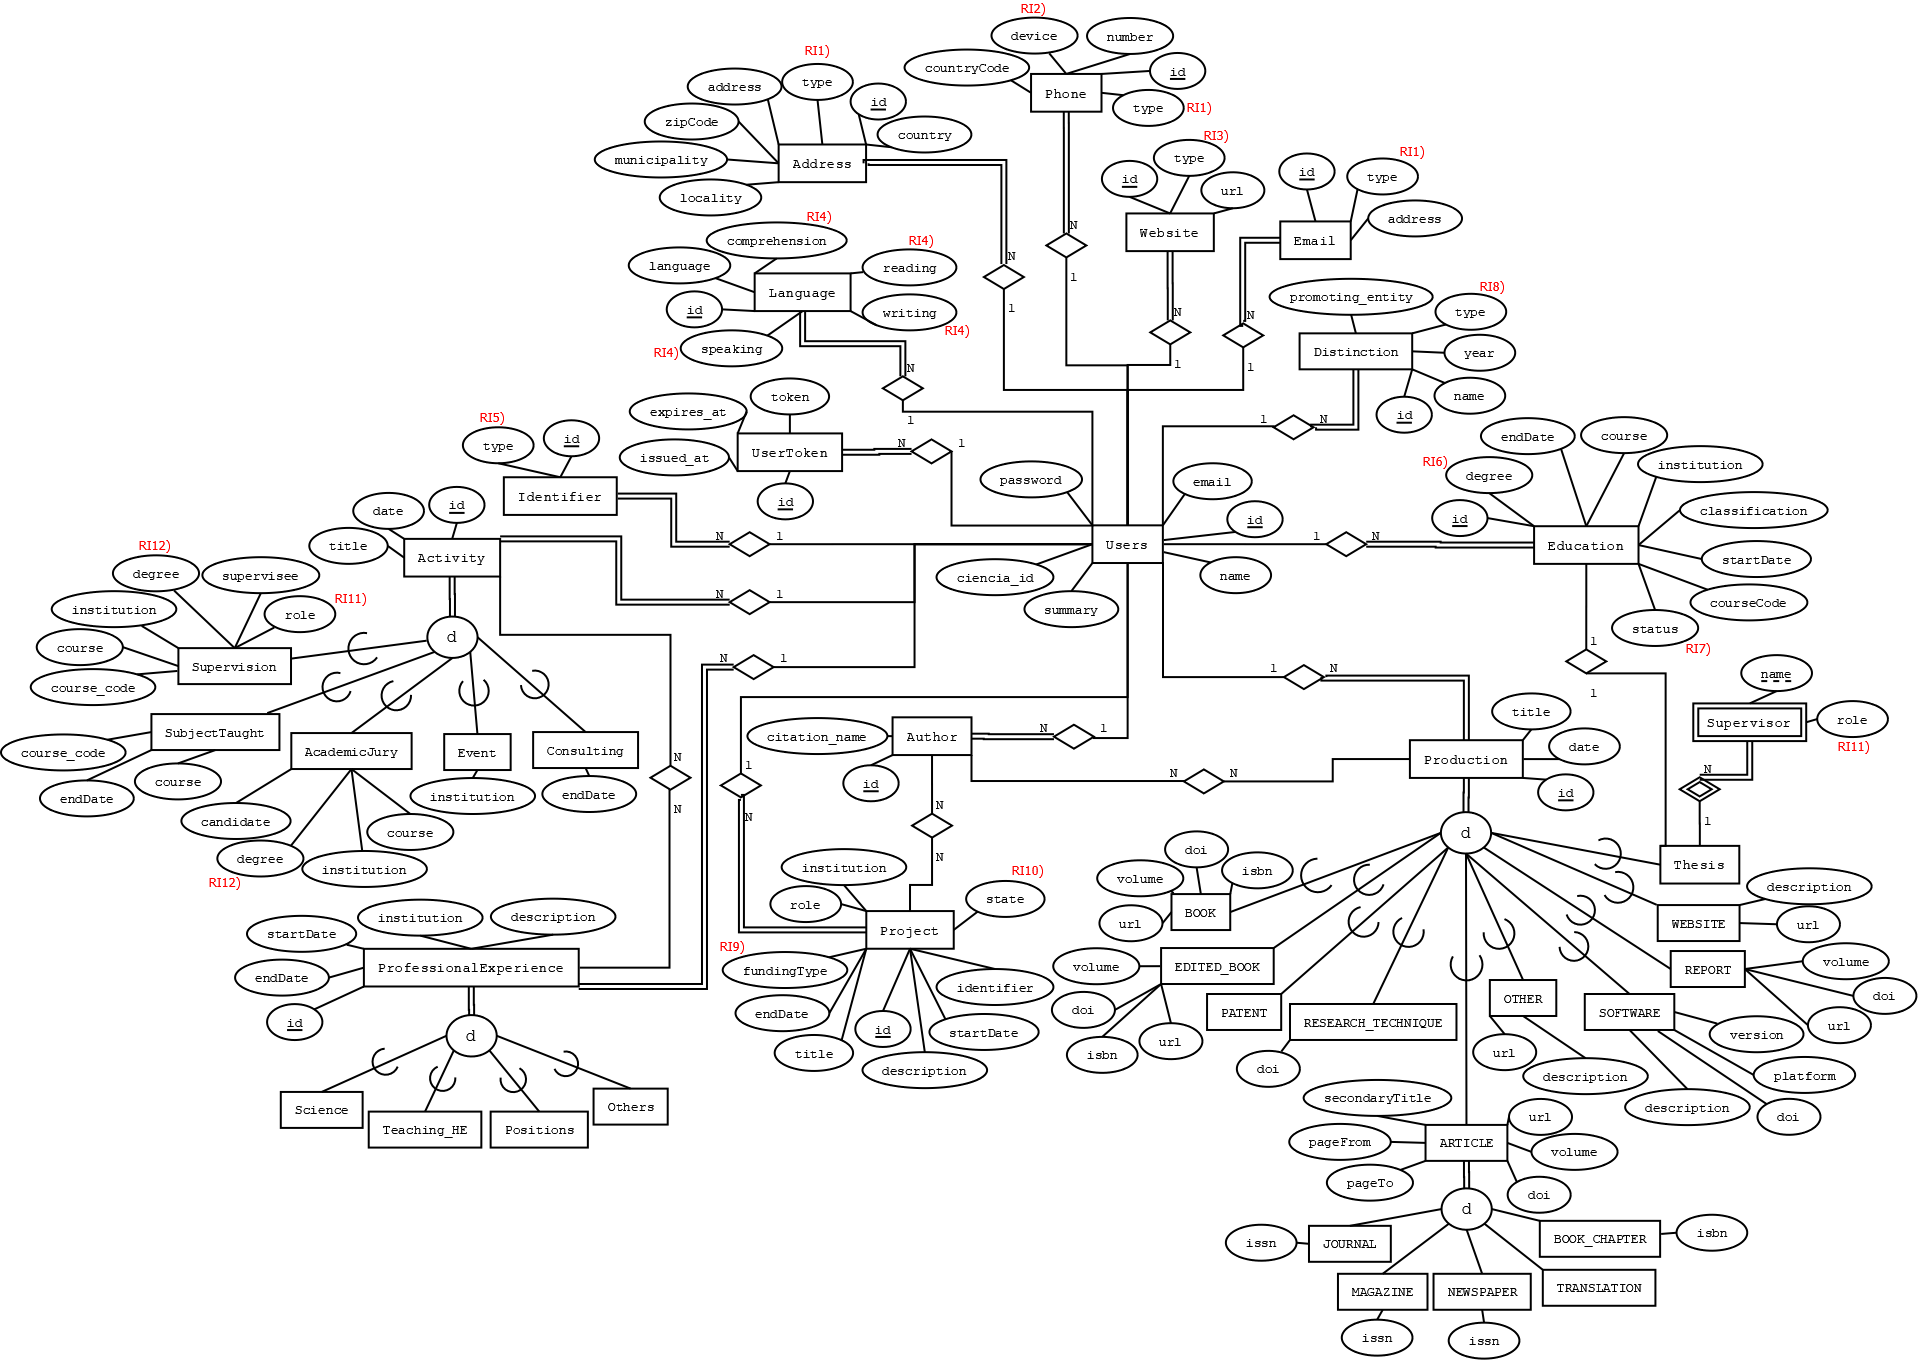 RI2)
device
number
countryCode
id
Phone
type
RI1)
RI1)
type
address
id
zipCode
country
municipality
Address
locality
N
1
N
1
RI3)
type
id
url
Website
N
1
RI1)
id
type
address
Email
N
1
RI4)
comprehension
RI4)
language
reading
Language
id
writing
RI4)
speaking
RI4)
N
1
promoting_entity
RI8)
type
Distinction
year
name
id
1
N
token
expires_at
UserToken
issued_at
id
N
1
RI5)
type
id
Identifier
N
1
password
email
id
Users
name
ciencia_id
summary
endDate
course
RI6)
degree
institution
id
classification
Education
startDate
courseCode
status
RI7)
1
N
1
1
date
id
title
Activity
N
1
RI12)
degree
supervisee
institution
role
RI11)
course
Supervision
course_code
d
SubjectTaught
course_code
course
endDate
AcademicJury
candidate
course
degree
RI12)
institution
Event
institution
Consulting
endDate
N
N
N
1
citation_name
Author
id
N
1
N
N
1
N
N
N
1
N
title
date
Production
id
d
name
Supervisor
role
RI11)
N
1
Thesis
institution
RI10)
role
state
Project
RI9)
fundingType
identifier
endDate
id
startDate
title
description
institution
description
startDate
ProfessionalExperience
endDate
id
d
Science
Teaching_HE
Positions
Others
doi
volume
isbn
url
BOOK
volume
EDITED_BOOK
doi
isbn
url
PATENT
RESEARCH_TECHNIQUE
doi
OTHER
url
description
SOFTWARE
version
platform
description
doi
description
WEBSITE
url
REPORT
volume
doi
url
secondaryTitle
url
pageFrom
ARTICLE
volume
pageTo
doi
d
issn
JOURNAL
BOOK_CHAPTER
isbn
MAGAZINE
NEWSPAPER
TRANSLATION
issn
issn